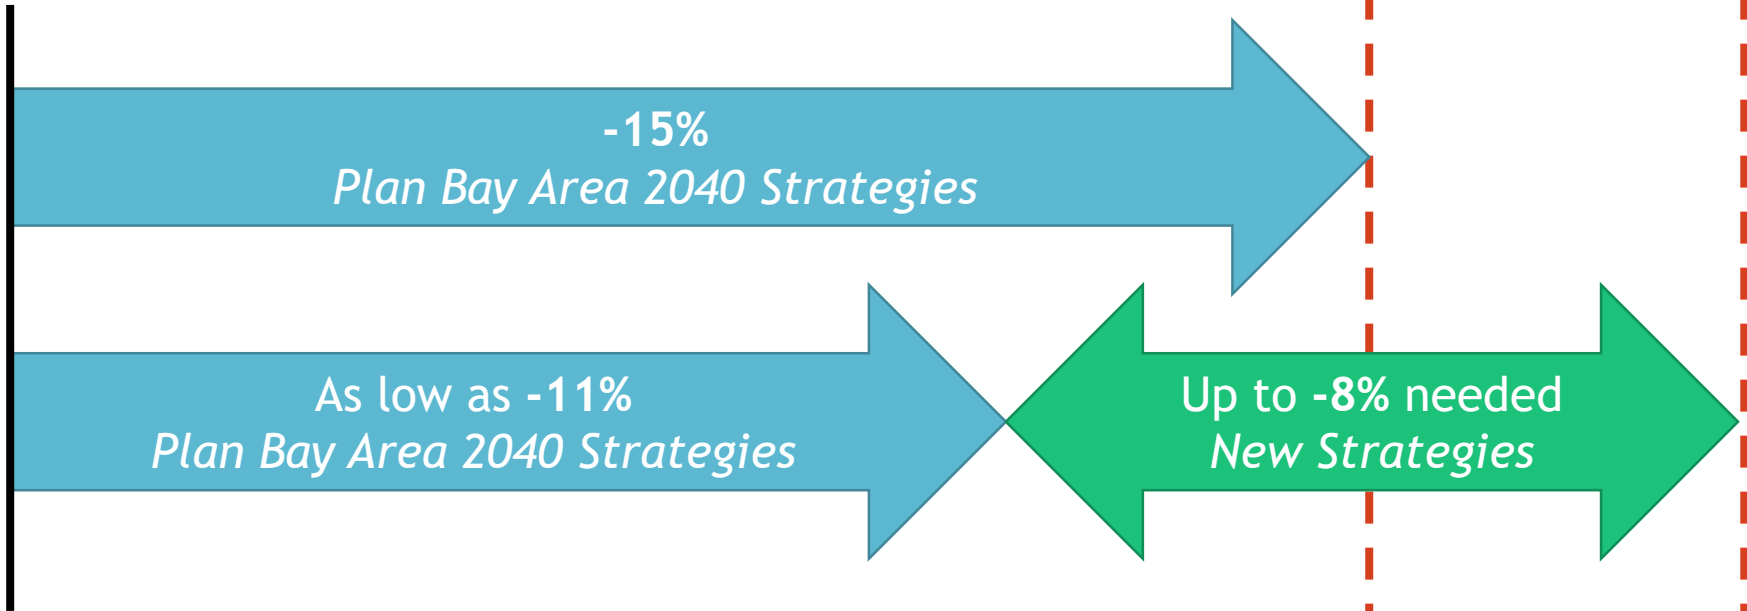 -15%
Plan Bay Area 2040 Strategies
As low as -11%
Plan Bay Area 2040 Strategies
Up to -8% needed
New Strategies